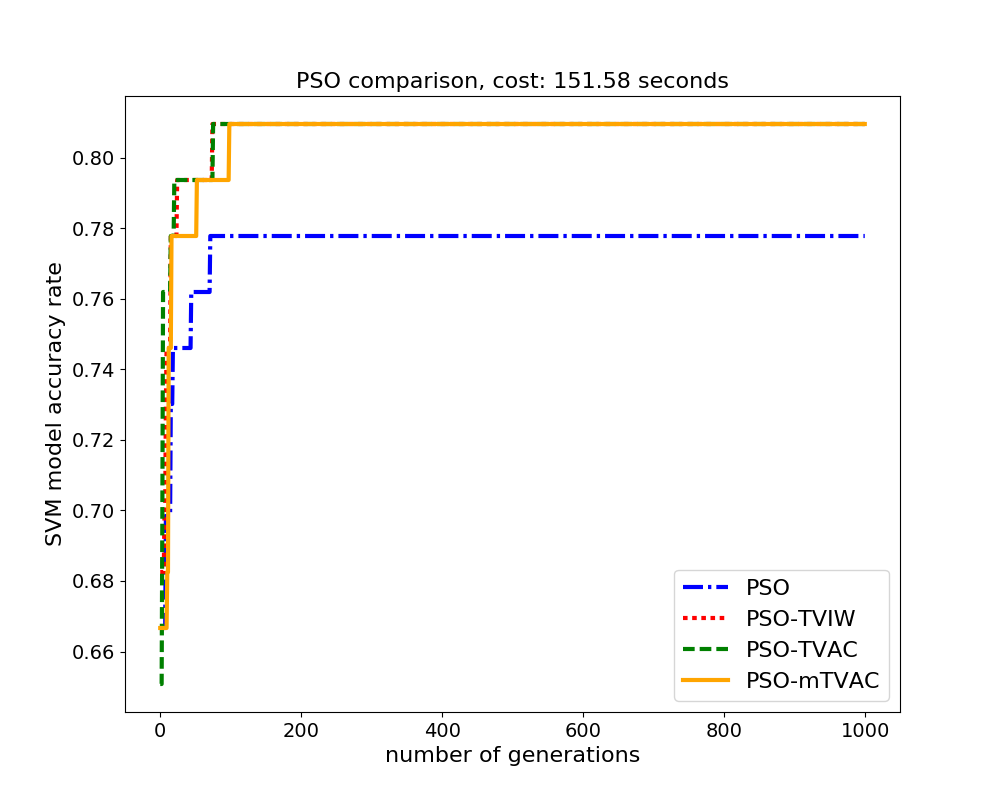 PSO comparison, cost: 151.58 seconds
SVM model accuracy rate
0.80
0.78
0.76
0.74
0.72
0.70
0.68
0.66
0
200
400
600
800
1000
number of generations
PSO
PSO-TVIW
PSO-TVAC
PSO-mTVAC